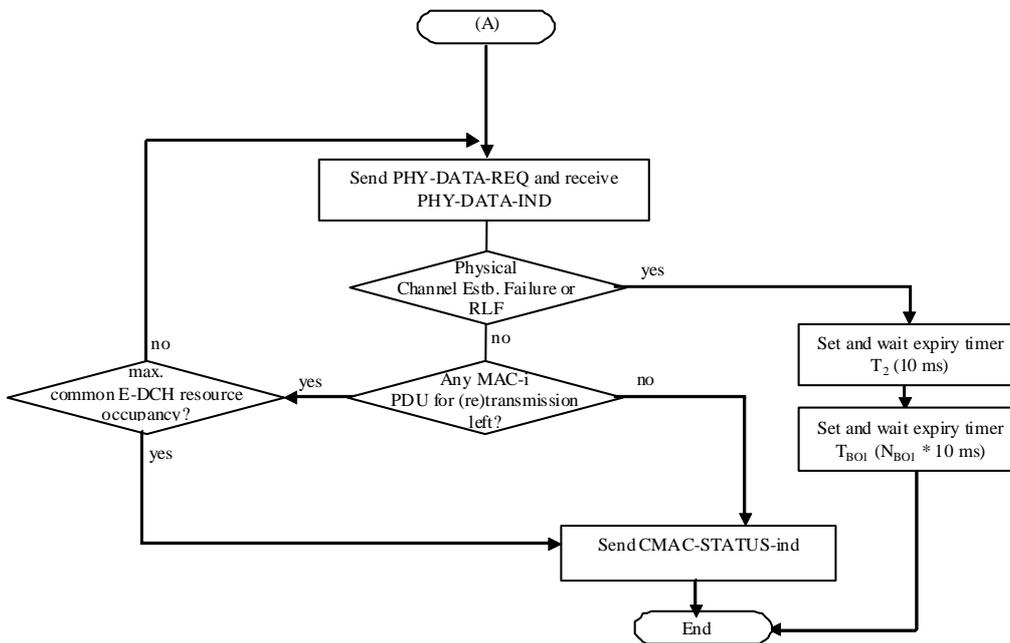 (A)
Send PHY-DATA-REQ and receive
PHY-DATA-IND
Physical
Channel Estb. Failure or
RLF
yes
no
Set and wait expiry timer
T₂ (10 ms)
max.
common E-DCH resource
occupancy?
no
yes
yes
Any MAC-i
PDU for (re)transmission
left?
no
Set and wait expiry timer
T_BO1 (N_BO1 * 10 ms)
Send CMAC-STATUS-ind
End